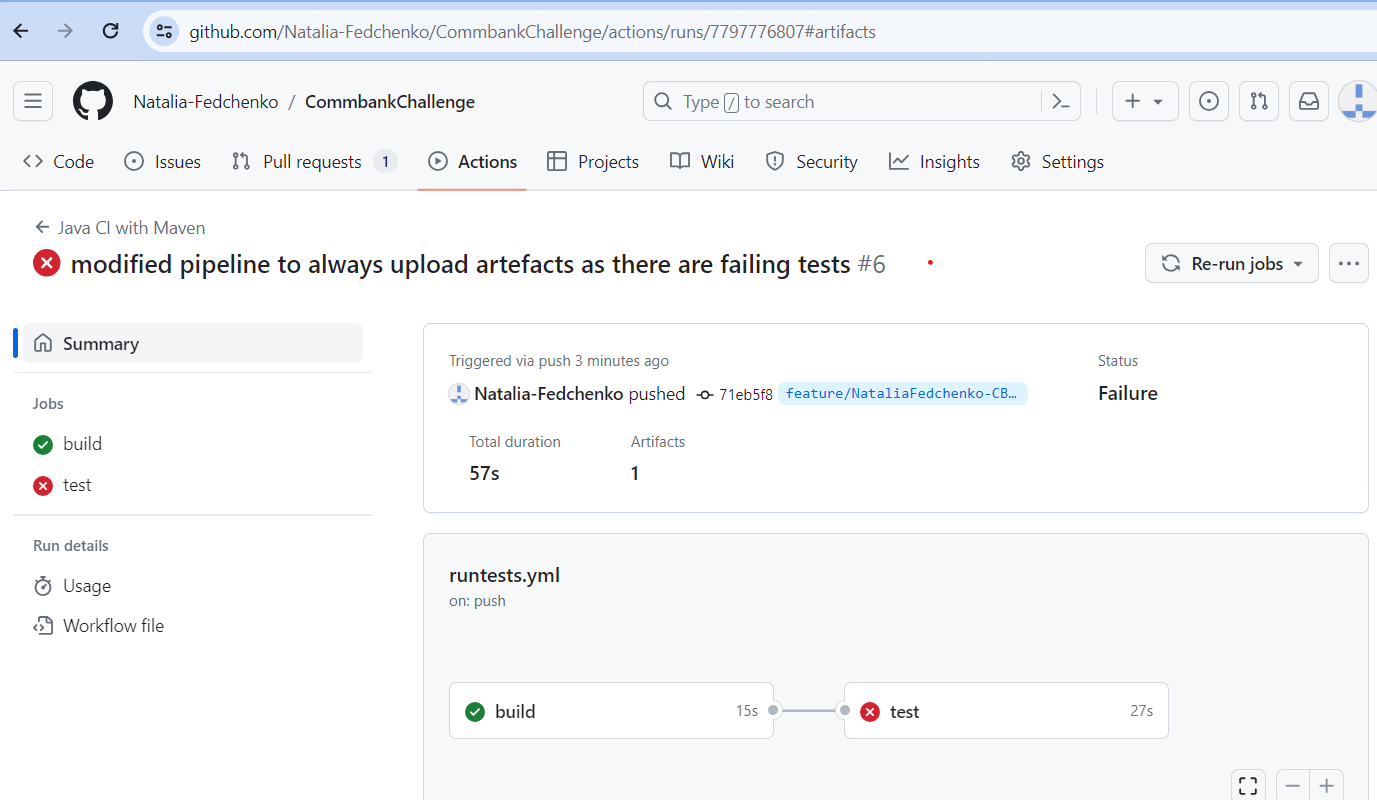 github.com/Natalia-Fedchenko/CommbankChallenge/actions/runs/7797776807#artifacts
Natalia-Fedchenko / CommbankChallenge
Type / to search
Code Issues Pull requests 1 Actions Projects Wiki Security Insights Settings
Java CI with Maven
modified pipeline to always upload artefacts as there are failing tests #6
Re-run jobs
Summary
Jobs
build
test
Run details
Usage
Workflow file
Triggered via push 3 minutes ago
Natalia-Fedchenko pushed 71eb5f8 feature/NataliaFedchenko-CB…
Status
Failure
Total duration
57s
Artifacts
1
runtests.yml
on: push
build 15s
test 27s